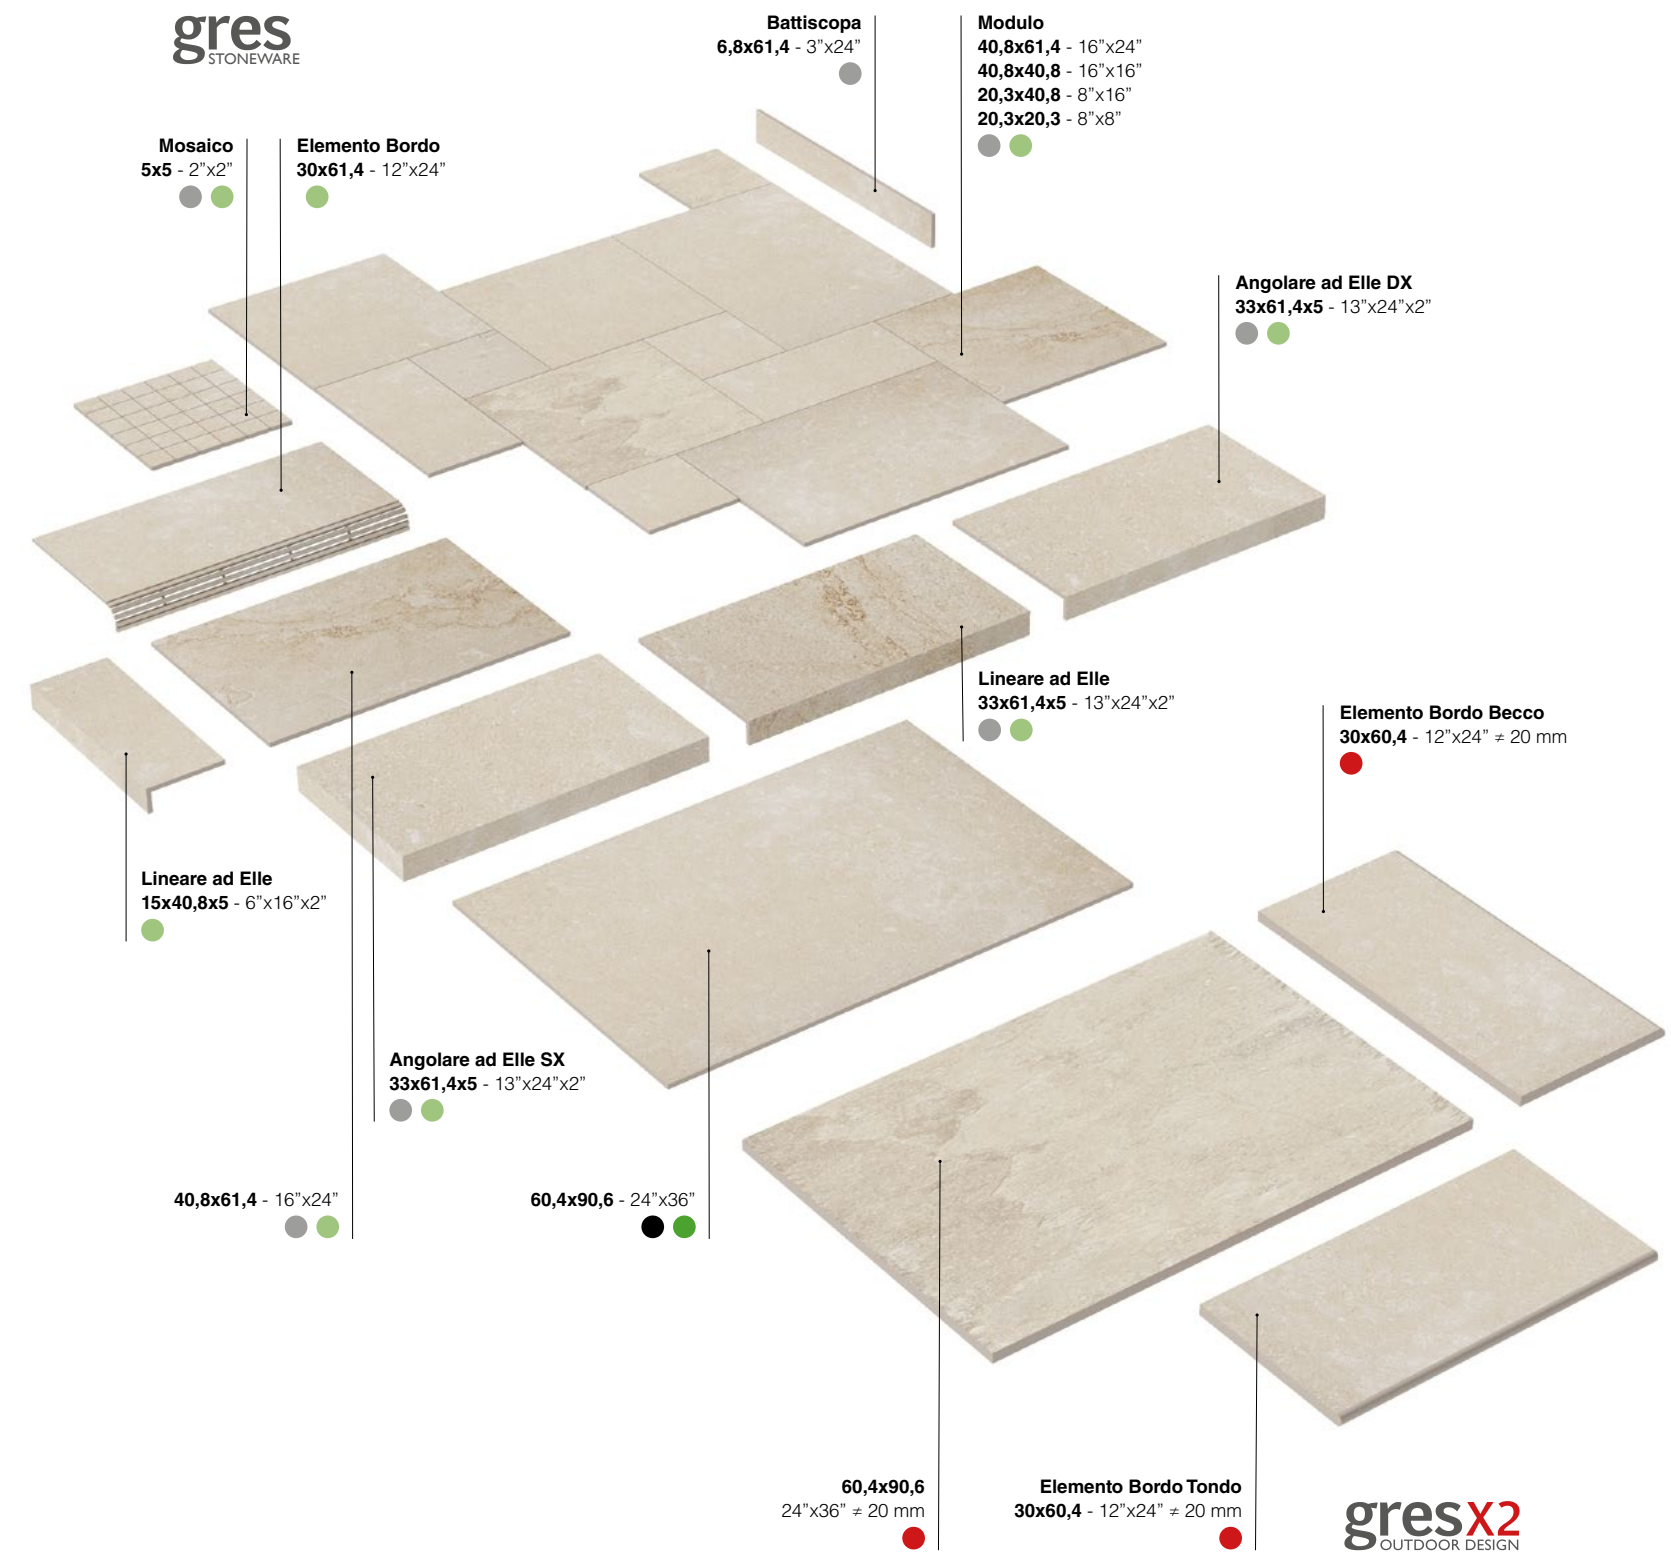 gres
STONEWARE
Battiscopa
6,8x61,4 - 3”x24”
Modulo
40,8x61,4 - 16”x24”
40,8x40,8 - 16”x16”
20,3x40,8 - 8”x16”
20,3x20,3 - 8”x8”
Mosaico
5x5 - 2”x2”
Elemento Bordo
30x61,4 - 12”x24”
Angolare ad Elle DX
33x61,4x5 - 13”x24”x2”
Lineare ad Elle
33x61,4x5 - 13”x24”x2”
Elemento Bordo Becco
30x60,4 - 12”x24” ≠ 20 mm
Lineare ad Elle
15x40,8x5 - 6”x16”x2”
Angolare ad Elle SX
33x61,4x5 - 13”x24”x2”
40,8x61,4 - 16”x24”
60,4x90,6 - 24”x36”
60,4x90,6
24”x36” ≠ 20 mm
Elemento Bordo Tondo
30x60,4 - 12”x24” ≠ 20 mm
gresX2
OUTDOOR DESIGN